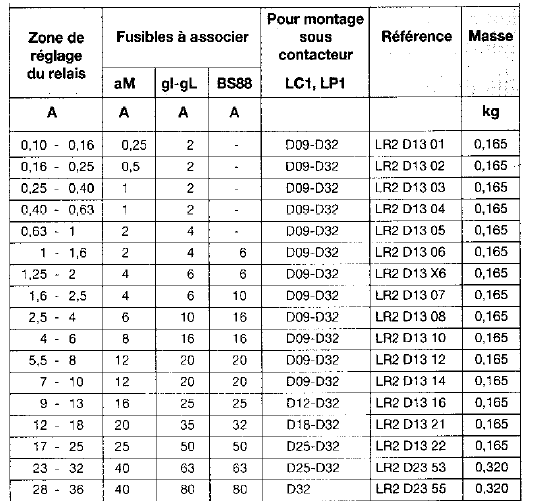 Zone de réglage du relais | Fusibles à associer | Pour montage sous contacteur | Référence | Masse
aM | gl-gL | BS88 | LC1, LP1
A | A | A | A | kg
0,10 - 0,16 | 0,25 | 2 | - | D09-D32 | LR2 D13 01 | 0,165
0,16 - 0,25 | 0,5 | 2 | - | D09-D32 | LR2 D13 02 | 0,165
0,25 - 0,40 | 1 | 2 | - | D09-D32 | LR2 D13 03 | 0,165
0,40 - 0,63 | 1 | 2 | - | D09-D32 | LR2 D13 04 | 0,165
0,63 - 1 | 2 | 4 | - | D09-D32 | LR2 D13 05 | 0,165
1 - 1,6 | 2 | 4 | 6 | D09-D32 | LR2 D13 06 | 0,165
1,25 - 2 | 4 | 6 | 6 | D09-D32 | LR2 D13 X6 | 0,165
1,6 - 2,5 | 4 | 6 | 10 | D09-D32 | LR2 D13 07 | 0,165
2,5 - 4 | 6 | 10 | 16 | D09-D32 | LR2 D13 08 | 0,165
4 - 6 | 8 | 16 | 16 | D09-D32 | LR2 D13 10 | 0,165
5,5 - 8 | 12 | 20 | 20 | D09-D32 | LR2 D13 12 | 0,165
7 - 10 | 12 | 20 | 20 | D09-D32 | LR2 D13 14 | 0,165
9 - 13 | 16 | 25 | 25 | D12-D32 | LR2 D13 16 | 0,165
12 - 18 | 20 | 35 | 32 | D18-D32 | LR2 D13 21 | 0,165
17 - 25 | 25 | 50 | 50 | D25-D32 | LR2 D13 22 | 0,165
23 - 32 | 40 | 63 | 63 | D25-D32 | LR2 D23 53 | 0,320
28 - 36 | 40 | 80 | 80 | D32 | LR2 D23 55 | 0,320